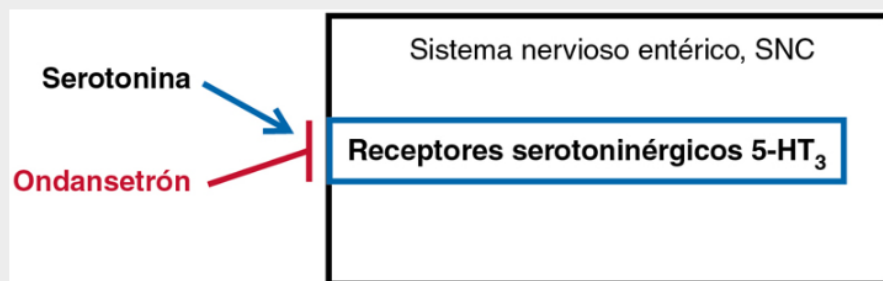 Sistema nervioso entérico, SNC
Serotonina
Receptores serotoninérgicos 5-HT₃
Ondansetrón